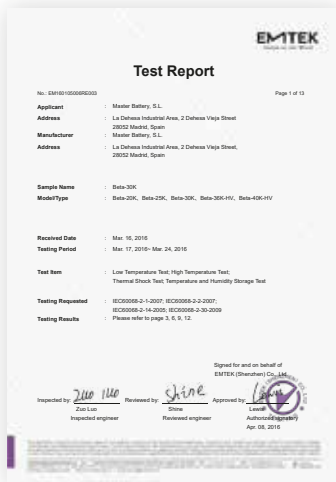 EMTEK
Test Report
No.: EM160105006RE003 Page 1 of 13
Applicant : Master Battery, S.L.
Address : La Dehesa Industrial Area, 2 Dehesa Vieja Street
28052 Madrid, Spain
Manufacturer : Master Battery, S.L.
Address : La Dehesa Industrial Area, 2 Dehesa Vieja Street,
28052 Madrid, Spain
Sample Name : Beta-30K
Model/Type : Beta-20K, Beta-25K, Beta-30K, Beta-36K-HV, Beta-40K-HV
Received Date : Mar. 16, 2016
Testing Period : Mar. 17, 2016~ Mar. 24, 2016
Test Item : Low Temperature Test; High Temperature Test;
Thermal Shock Test; Temperature and Humidity Storage Test
Testing Requested : IEC60068-2-1-2007; IEC60068-2-2-2007;
IEC60068-2-14-2005; IEC60068-2-30-2009
Testing Results : Please refer to page 3, 6, 9, 12.
Signed for and on behalf of
EMTEK (Shenzhen) Co., Ltd.
Inspected by: Zuo Luo Reviewed by: Shine Approved by: Lewis
Zuo Luo Shine Lewis
Inspected engineer Reviewed engineer Authorized signatory
Apr. 08, 2016